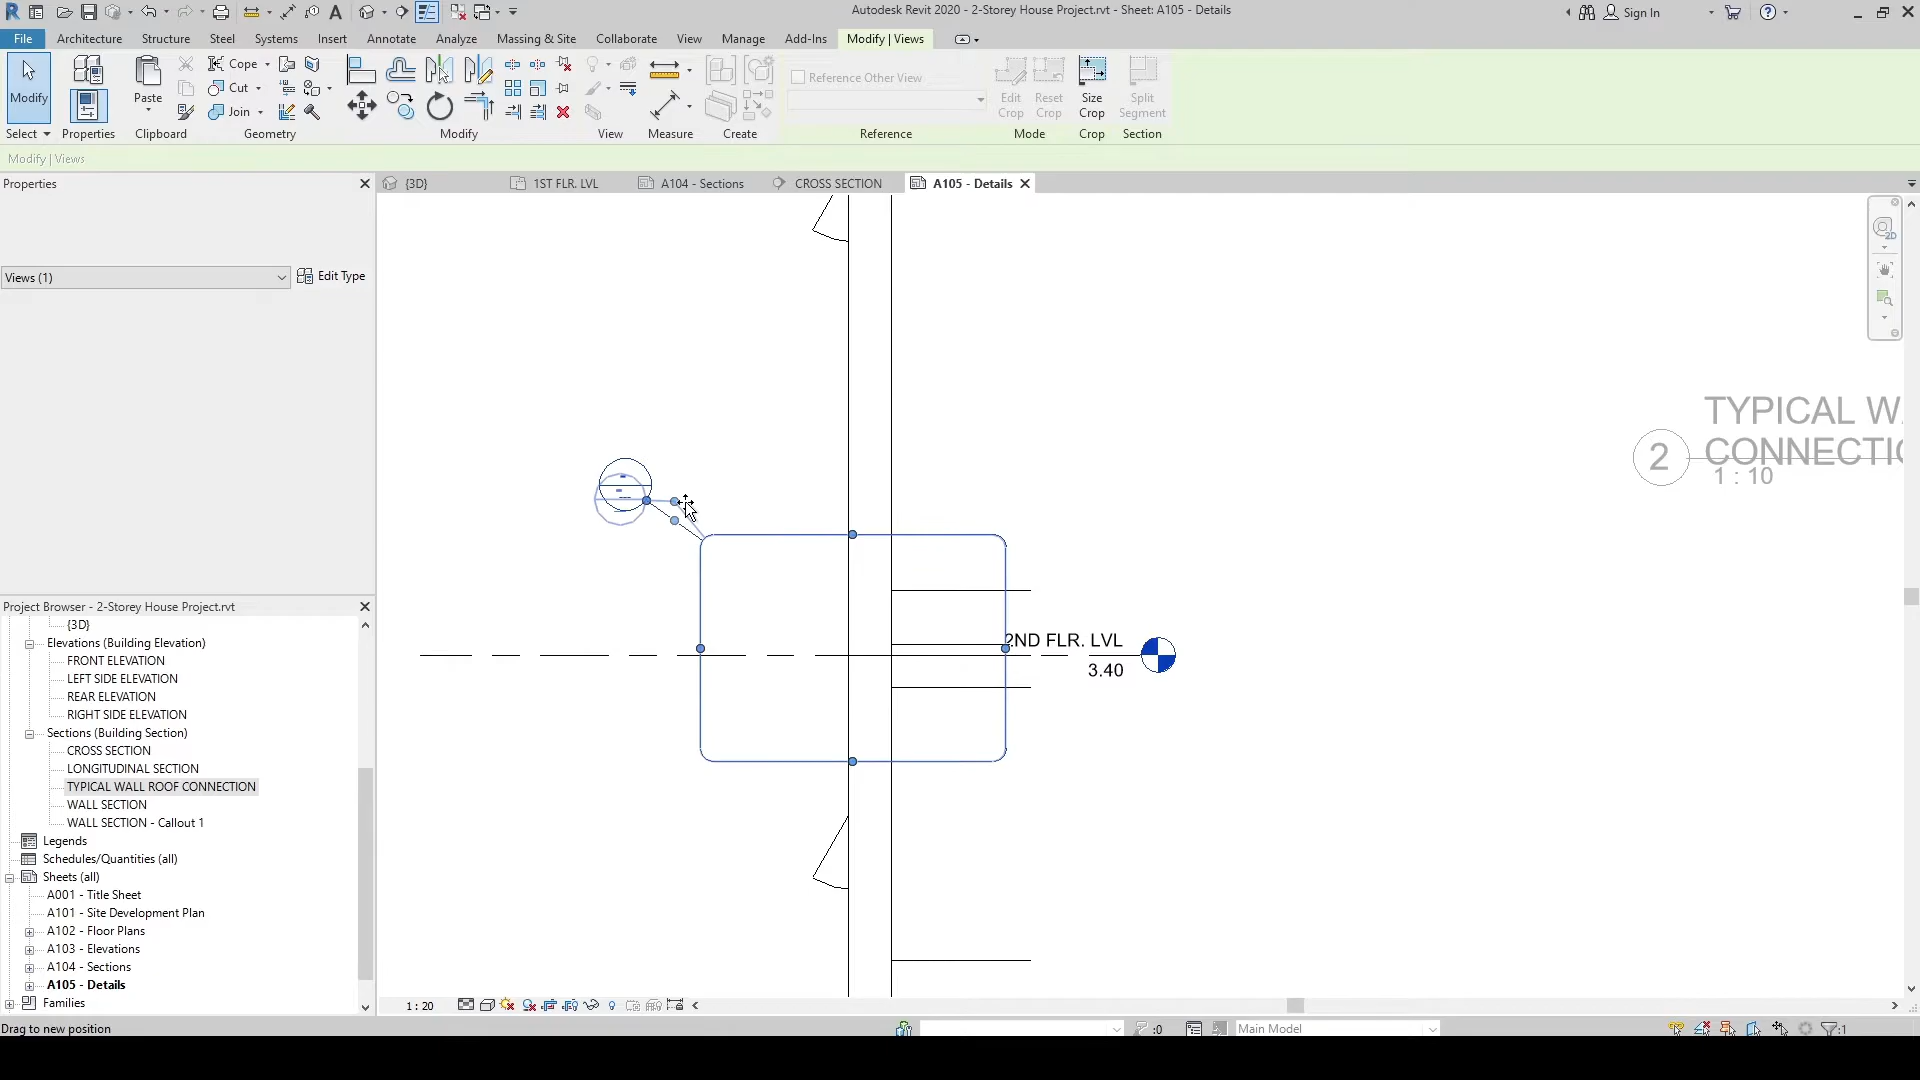 Autodesk Revit 2020 - 2-Storey House Project.rvt - Sheet: A105 - Details
Sign In
File
Architecture
Structure
Steel
Systems
Insert
Annotate
Analyze
Massing & Site
Collaborate
View
Manage
Add-Ins
Modify | Views
Modify
Paste
Cope
Cut
Join
Reference Other View
Edit Crop
Reset Crop
Size Crop
Split Segment
Select
Properties
Clipboard
Geometry
Modify
View
Measure
Create
Reference
Mode
Crop
Section
Modify | Views
Properties
{3D}
1ST FLR. LVL
A104 - Sections
CROSS SECTION
A105 - Details
Views (1)
Edit Type
TYPICAL W
CONNECTIO
2
1 : 10
2ND FLR. LVL
3.40
Project Browser - 2-Storey House Project.rvt
{3D}
Elevations (Building Elevation)
FRONT ELEVATION
LEFT SIDE ELEVATION
REAR ELEVATION
RIGHT SIDE ELEVATION
Sections (Building Section)
CROSS SECTION
LONGITUDINAL SECTION
TYPICAL WALL ROOF CONNECTION
WALL SECTION
WALL SECTION - Callout 1
Legends
Schedules/Quantities (all)
Sheets (all)
A001 - Title Sheet
A101 - Site Development Plan
A102 - Floor Plans
A103 - Elevations
A104 - Sections
A105 - Details
Families
1 : 20
Drag to new position
:0
Main Model
:1